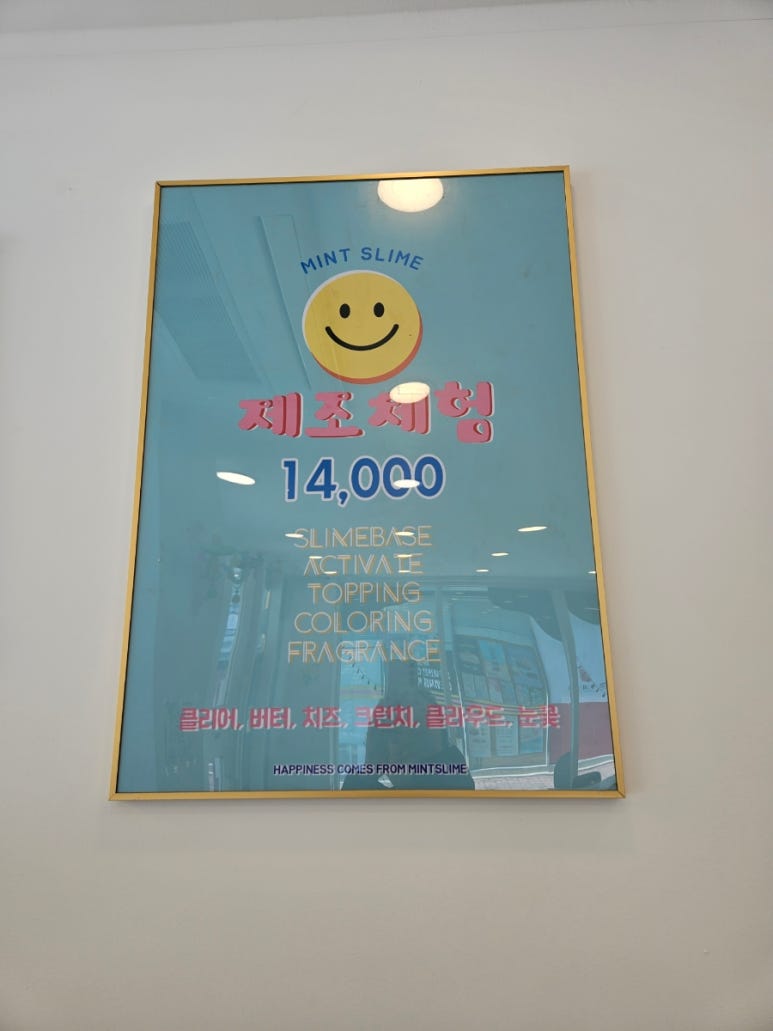 MINT SLIME
제조체험
14,000
SLIMEBASE
ACTIVATE
TOPPING
COLORING
FRAGRANCE
클리어, 버터, 치즈, 크런치, 클라우드, 눈꽃
HAPPINESS COMES FROM MINTSLIME